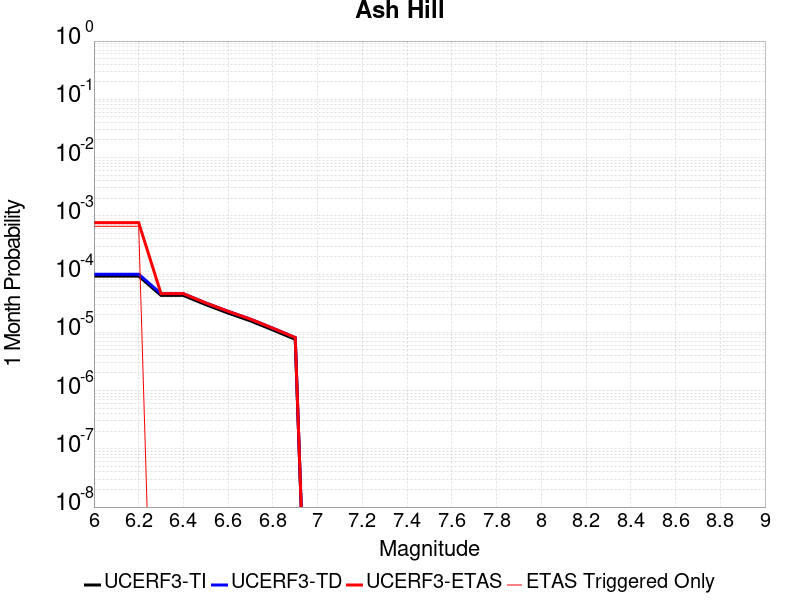 Ash Hill
10^0
10^-1
10^-2
10^-3
10^-4
10^-5
10^-6
10^-7
10^-8
1 Month Probability
6 6.2 6.4 6.6 6.8 7 7.2 7.4 7.6 7.8 8 8.2 8.4 8.6 8.8 9
Magnitude
UCERF3-TI UCERF3-TD UCERF3-ETAS ETAS Triggered Only